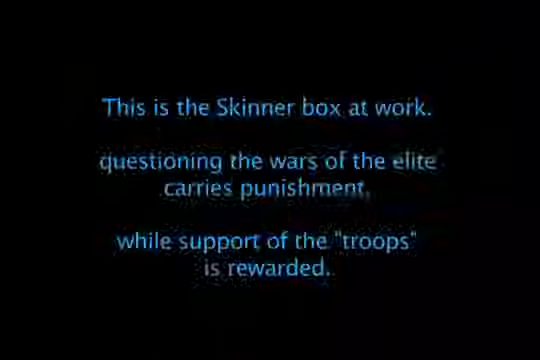 This is the Skinner box at work.
questioning the wars of the elite
carries punishment,
while support of the "troops"
is rewarded.